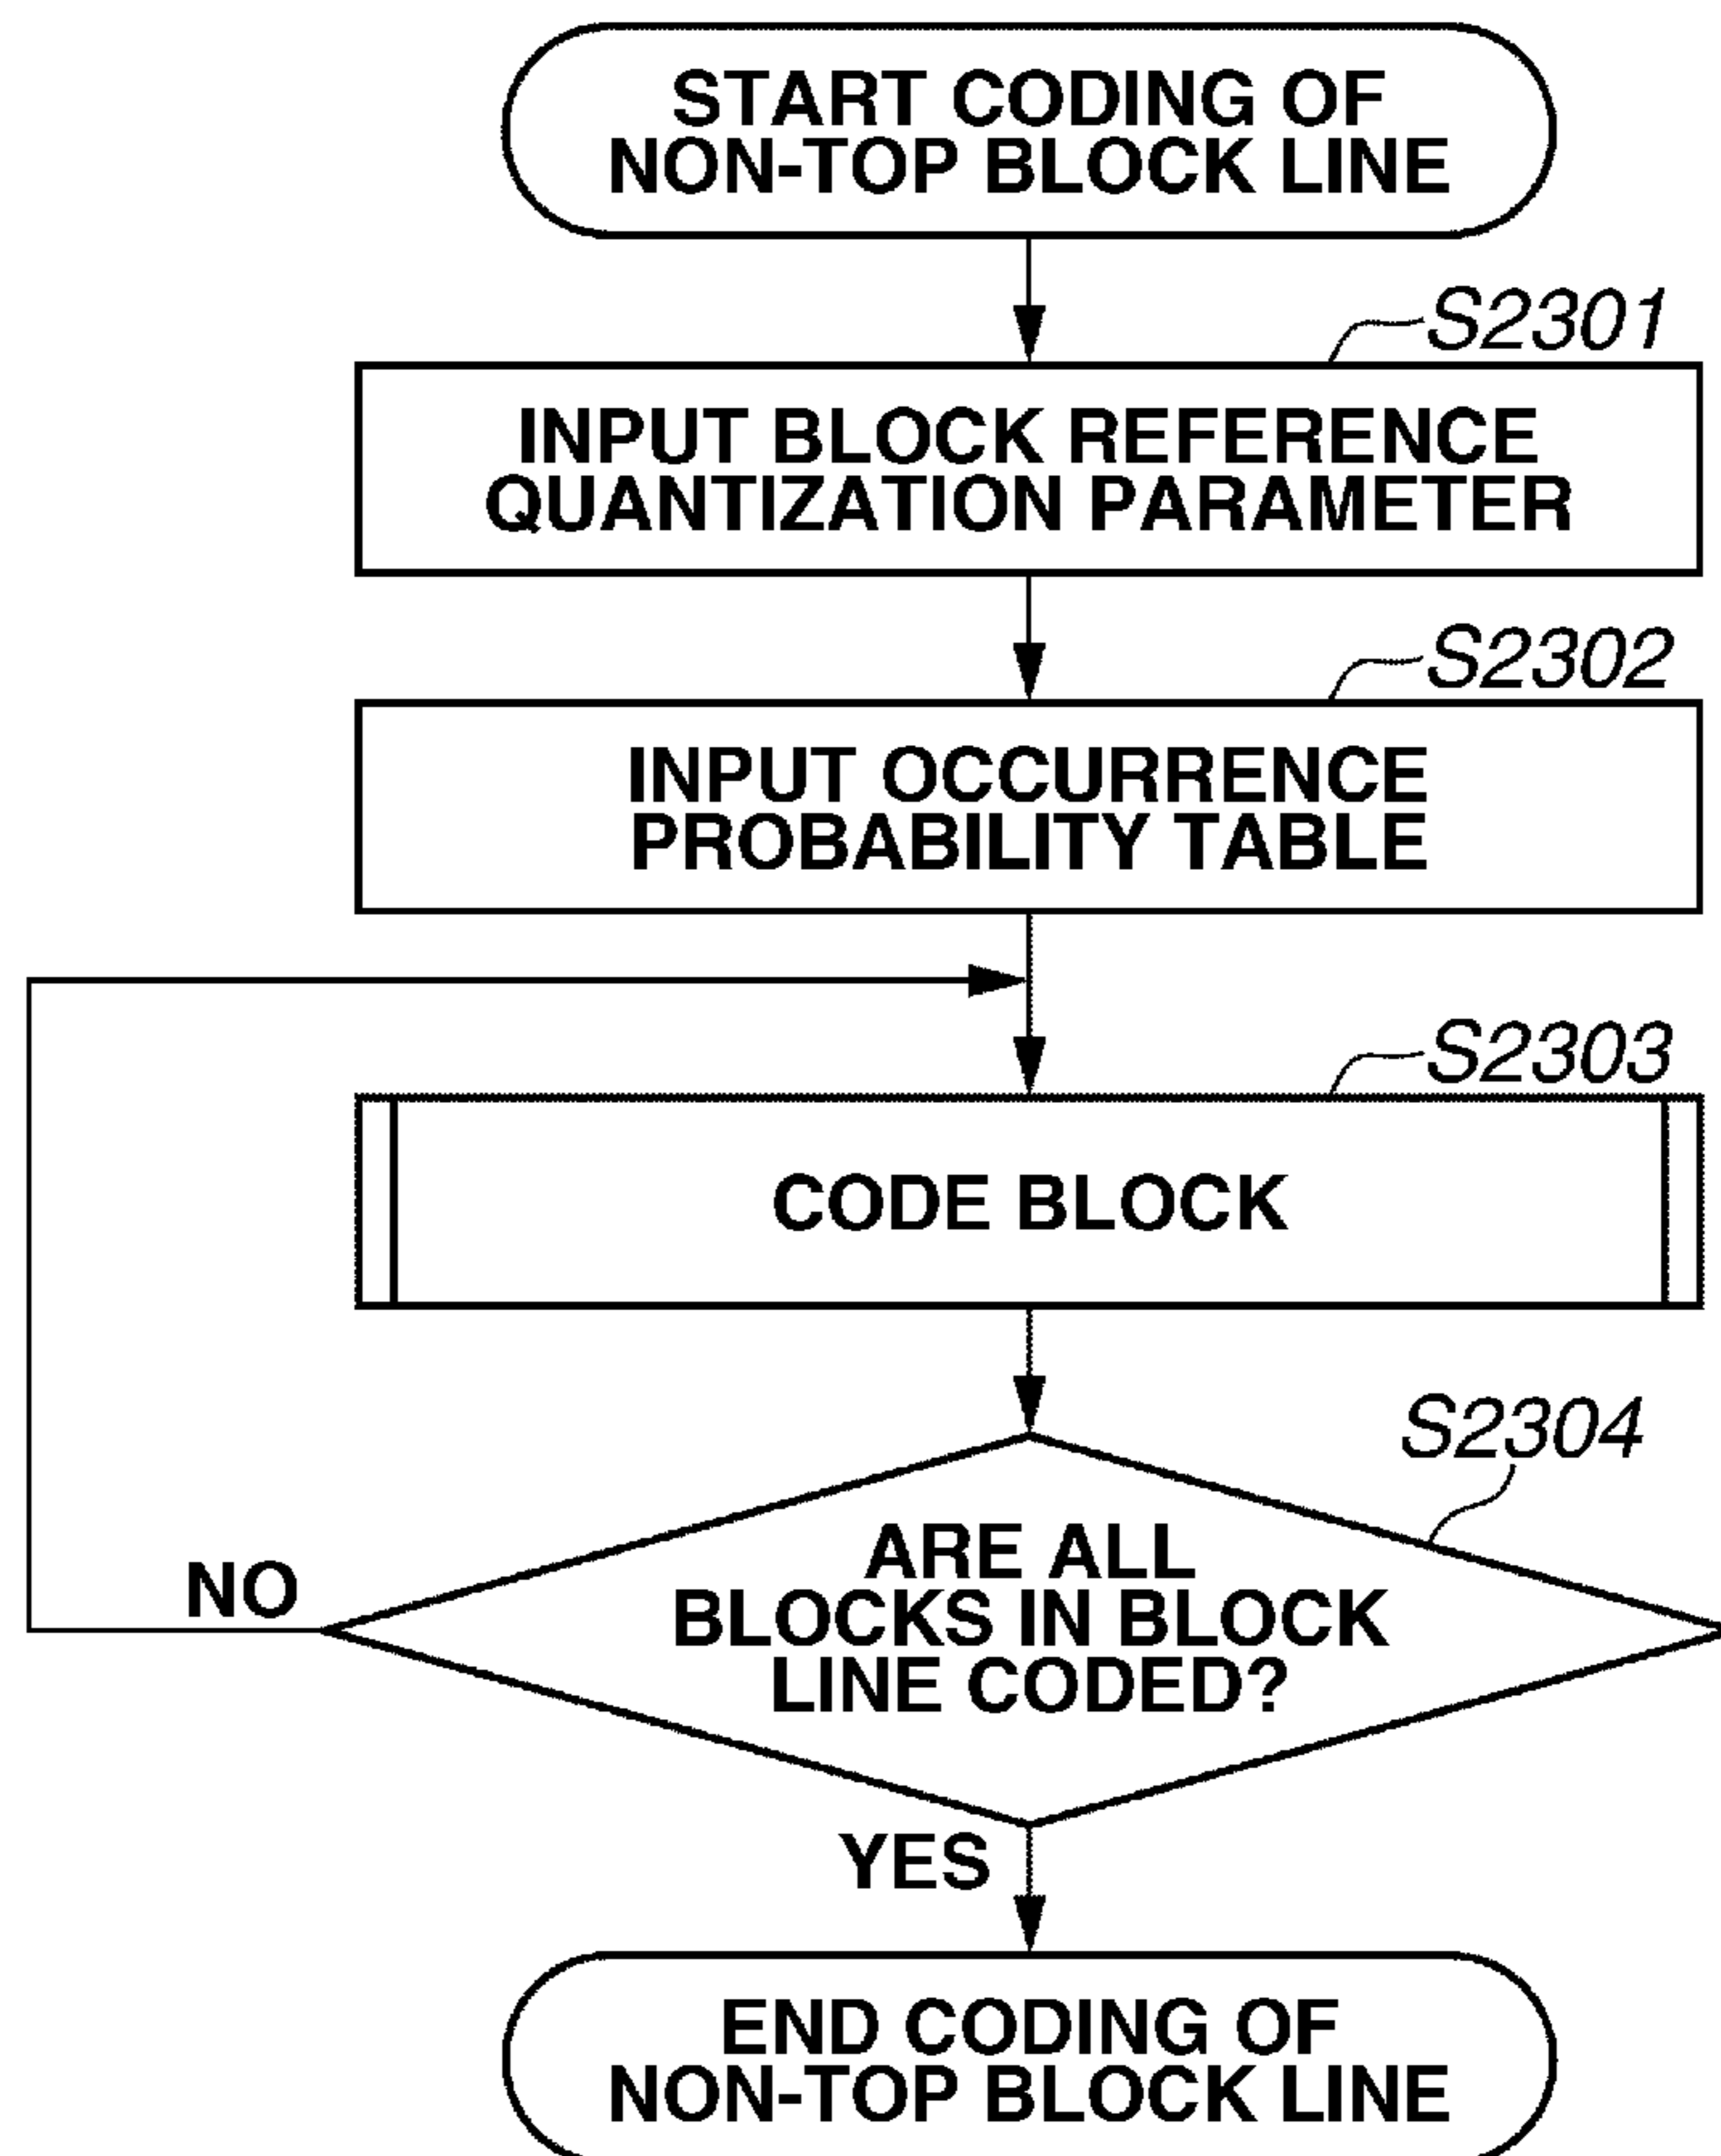 START CODING OF
NON-TOP BLOCK LINE
S2301
INPUT BLOCK REFERENCE
QUANTIZATION PARAMETER
S2302
INPUT OCCURRENCE
PROBABILITY TABLE
S2303
CODE BLOCK
S2304
ARE ALL
BLOCKS IN BLOCK
LINE CODED?
NO
YES
END CODING OF
NON-TOP BLOCK LINE